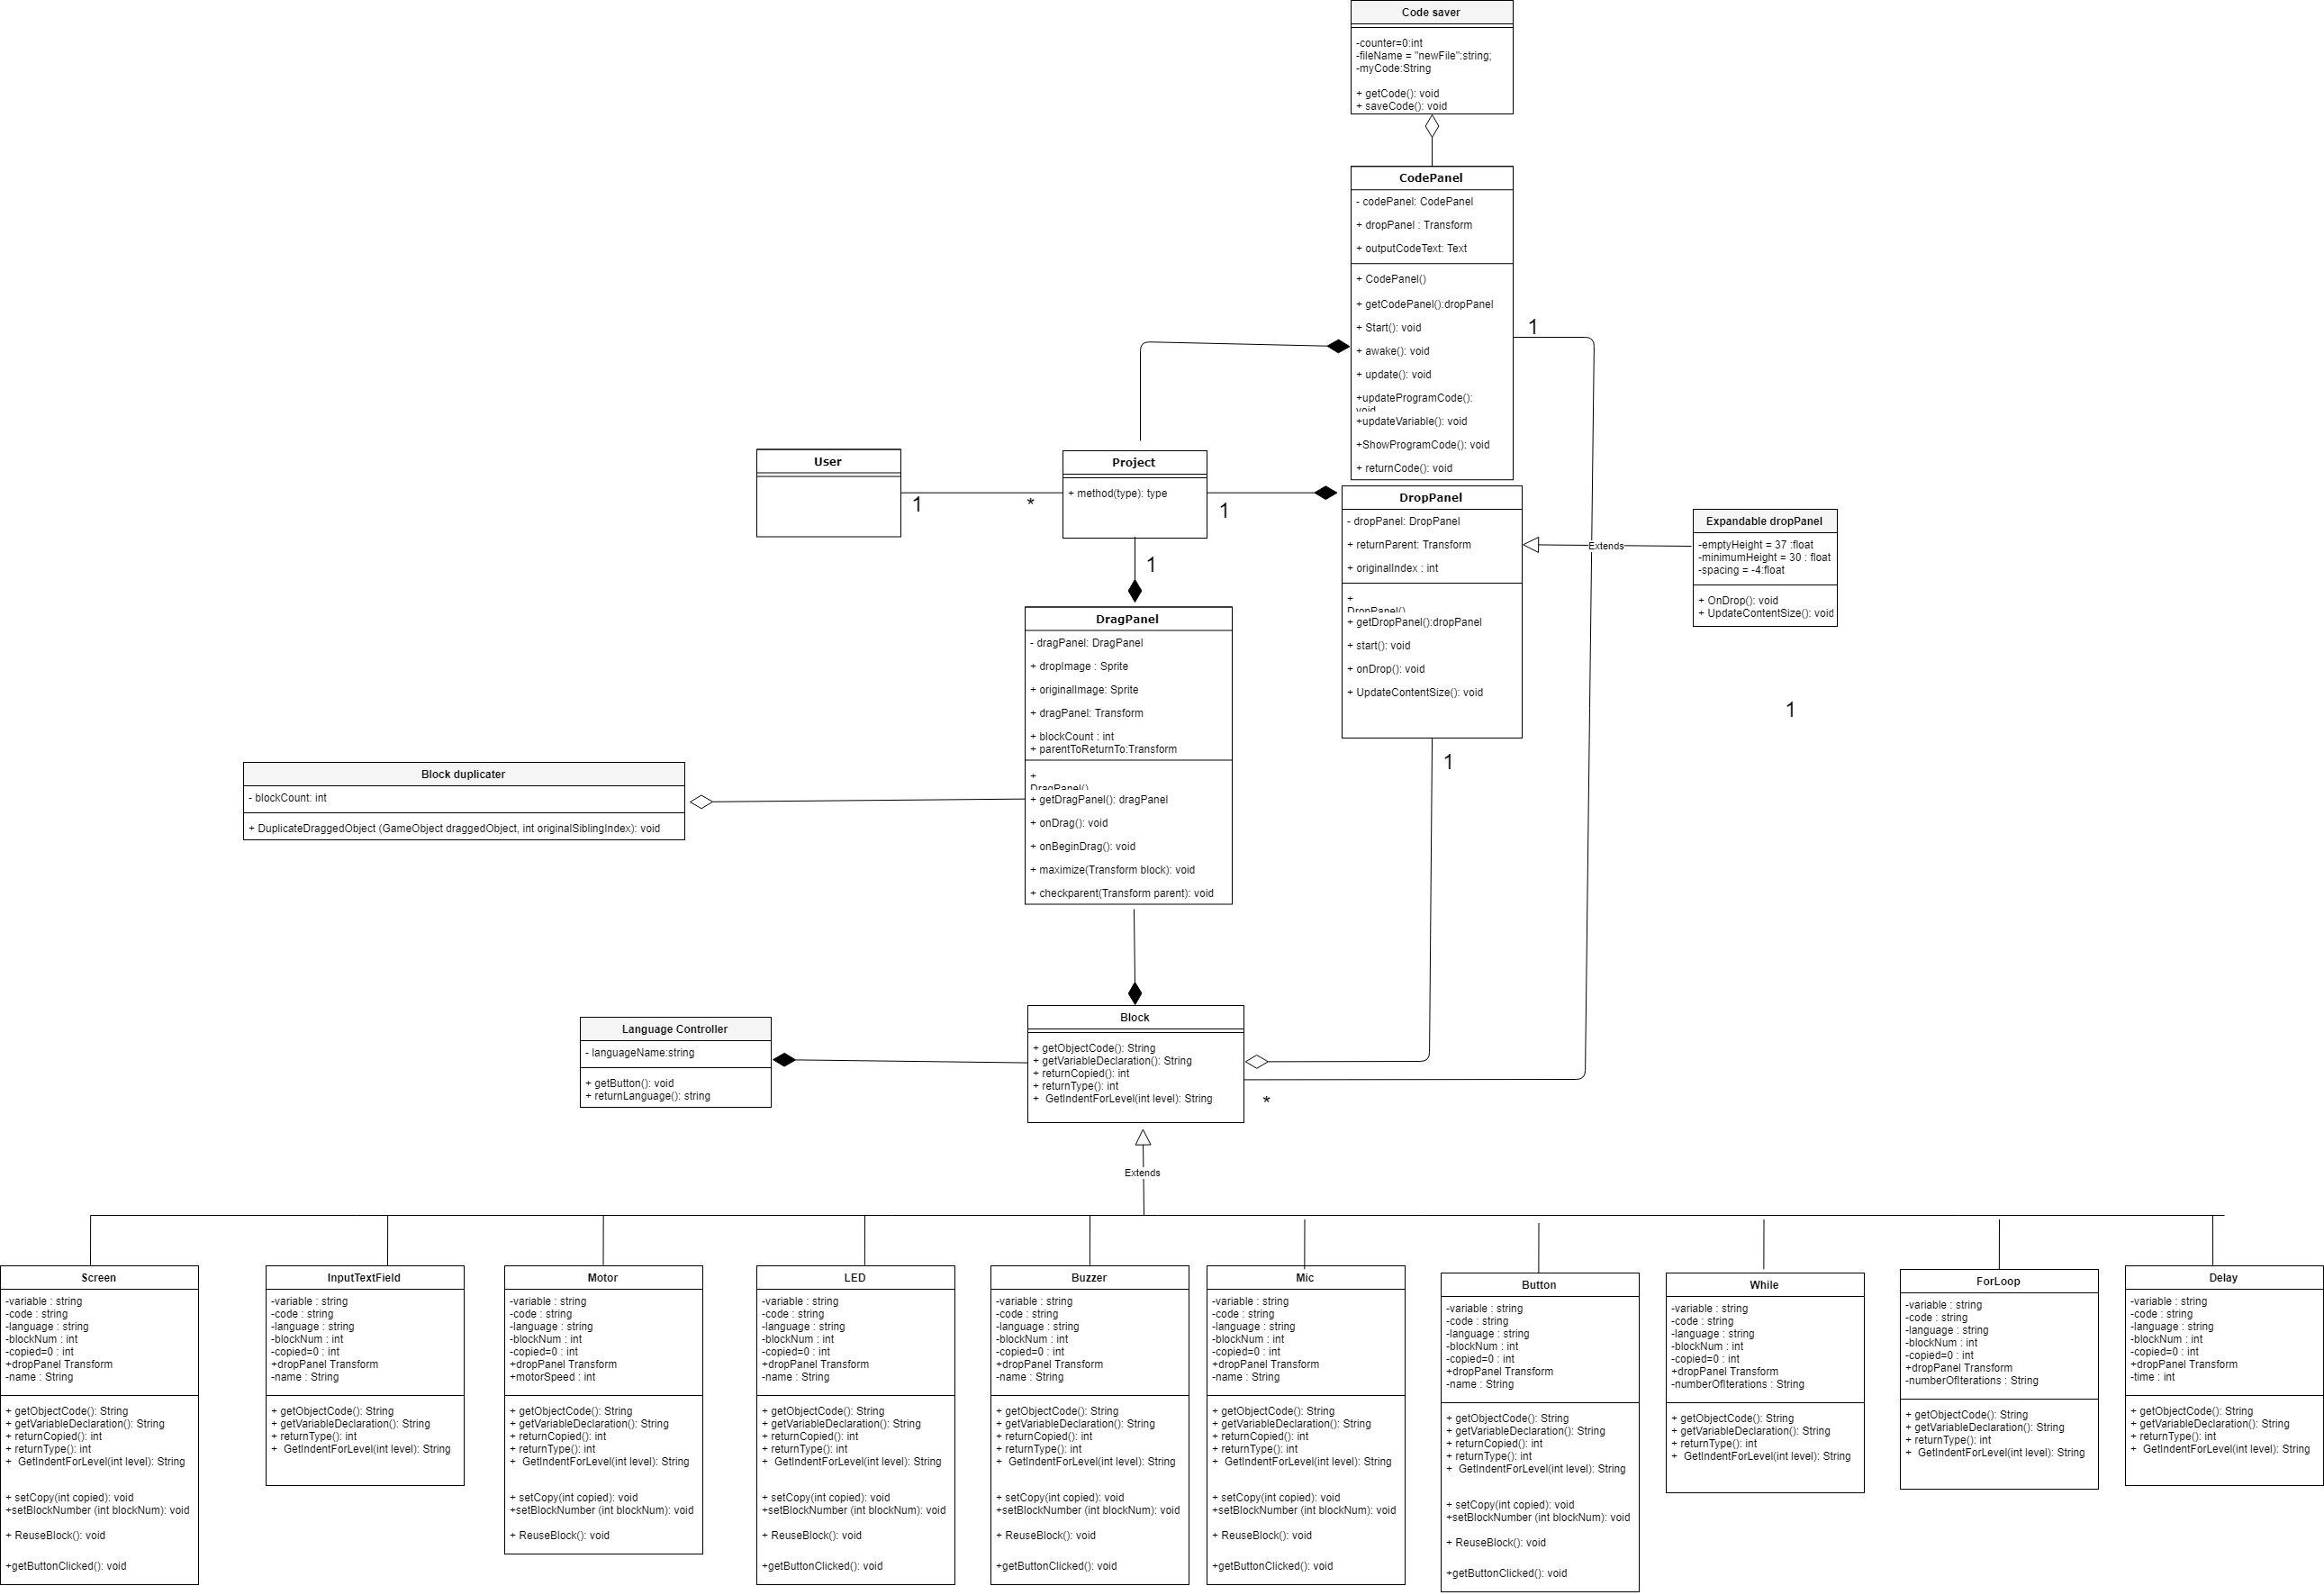 Code saver
-counter=0:int
-fileName = "newFile":string;
-myCode:String
+ getCode(): void
+ saveCode(): void
CodePanel
- codePanel: CodePanel
+ dropPanel : Transform
+ outputCodeText: Text
+ CodePanel()
+ getCodePanel():dropPanel
+ Start(): void
+ awake(): void
+ update(): void
+updateProgramCode():
void
+updateVariable(): void
+ShowProgramCode(): void
+ returnCode(): void
1
User
1
*
Project
+ method(type): type
1
1
DropPanel
- dropPanel: DropPanel
+ returnParent: Transform
+ originalIndex : int
+
DropPanel()
+ getDropPanel():dropPanel
+ start(): void
+ onDrop(): void
+ UpdateContentSize(): void
1
Extends
Expandable dropPanel
-emptyHeight = 37 :float
-minimumHeight = 30 : float
-spacing = -4:float
+ OnDrop(): void
+ UpdateContentSize(): void
1
DragPanel
- dragPanel: DragPanel
+ dropImage : Sprite
+ originalImage: Sprite
+ dragPanel: Transform
+ blockCount : int
+ parentToReturnTo:Transform
+
DragPanel()
+ getDragPanel(): dragPanel
+ onDrag(): void
+ onBeginDrag(): void
+ maximize(Transform block): void
+ checkparent(Transform parent): void
Block duplicater
- blockCount: int
+ DuplicateDraggedObject (GameObject draggedObject, int originalSiblingIndex): void
Language Controller
- languageName:string
+ getButton(): void
+ returnLanguage(): string
Block
+ getObjectCode(): String
+ getVariableDeclaration(): String
+ returnCopied(): int
+ returnType(): int
+  GetIndentForLevel(int level): String
*
Extends
Screen
-variable : string
-code : string
-language : string
-blockNum : int
-copied=0 : int
+dropPanel Transform
-name : String
+ getObjectCode(): String
+ getVariableDeclaration(): String
+ returnCopied(): int
+ returnType(): int
+  GetIndentForLevel(int level): String
+ setCopy(int copied): void
+setBlockNumber (int blockNum): void
+ ReuseBlock(): void
+getButtonClicked(): void
InputTextField
-variable : string
-code : string
-language : string
-blockNum : int
-copied=0 : int
+dropPanel Transform
-name : String
+ getObjectCode(): String
+ getVariableDeclaration(): String
+ returnType(): int
+  GetIndentForLevel(int level): String
Motor
-variable : string
-code : string
-language : string
-blockNum : int
-copied=0 : int
+dropPanel Transform
+motorSpeed : int
+ getObjectCode(): String
+ getVariableDeclaration(): String
+ returnCopied(): int
+ returnType(): int
+  GetIndentForLevel(int level): String
+ setCopy(int copied): void
+setBlockNumber (int blockNum): void
+ ReuseBlock(): void
LED
-variable : string
-code : string
-language : string
-blockNum : int
-copied=0 : int
+dropPanel Transform
-name : String
+ getObjectCode(): String
+ getVariableDeclaration(): String
+ returnCopied(): int
+ returnType(): int
+  GetIndentForLevel(int level): String
+ setCopy(int copied): void
+setBlockNumber (int blockNum): void
+ ReuseBlock(): void
+getButtonClicked(): void
Buzzer
-variable : string
-code : string
-language : string
-blockNum : int
-copied=0 : int
+dropPanel Transform
-name : String
+ getObjectCode(): String
+ getVariableDeclaration(): String
+ returnCopied(): int
+ returnType(): int
+  GetIndentForLevel(int level): String
+ setCopy(int copied): void
+setBlockNumber (int blockNum): void
+ ReuseBlock(): void
+getButtonClicked(): void
Mic
-variable : string
-code : string
-language : string
-blockNum : int
-copied=0 : int
+dropPanel Transform
-name : String
+ getObjectCode(): String
+ getVariableDeclaration(): String
+ returnCopied(): int
+ returnType(): int
+  GetIndentForLevel(int level): String
+ setCopy(int copied): void
+setBlockNumber (int blockNum): void
+ ReuseBlock(): void
+getButtonClicked(): void
Button
-variable : string
-code : string
-language : string
-blockNum : int
-copied=0 : int
+dropPanel Transform
-name : String
+ getObjectCode(): String
+ getVariableDeclaration(): String
+ returnCopied(): int
+ returnType(): int
+  GetIndentForLevel(int level): String
+ setCopy(int copied): void
+setBlockNumber (int blockNum): void
+ ReuseBlock(): void
+getButtonClicked(): void
While
-variable : string
-code : string
-language : string
-blockNum : int
-copied=0 : int
+dropPanel Transform
-numberOfIterations : String
+ getObjectCode(): String
+ getVariableDeclaration(): String
+ returnType(): int
+  GetIndentForLevel(int level): String
ForLoop
-variable : string
-code : string
-language : string
-blockNum : int
-copied=0 : int
+dropPanel Transform
-numberOfIterations : String
+ getObjectCode(): String
+ getVariableDeclaration(): String
+ returnType(): int
+  GetIndentForLevel(int level): String
Delay
-variable : string
-code : string
-language : string
-blockNum : int
-copied=0 : int
+dropPanel Transform
-time : int
+ getObjectCode(): String
+ getVariableDeclaration(): String
+ returnType(): int
+  GetIndentForLevel(int level): String